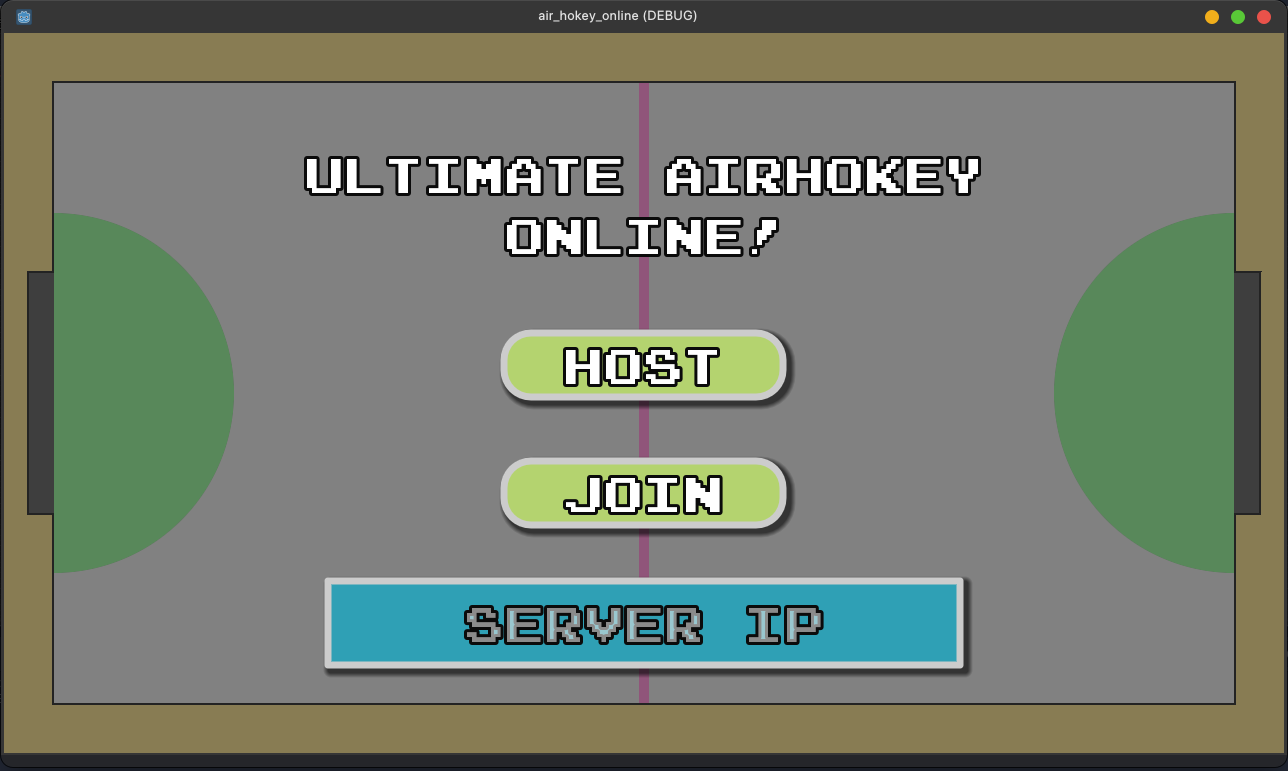 air_hokey_online (DEBUG)
ULTIMATE AIRHOKEY
ONLINE!
HOST
JOIN
SERVER IP